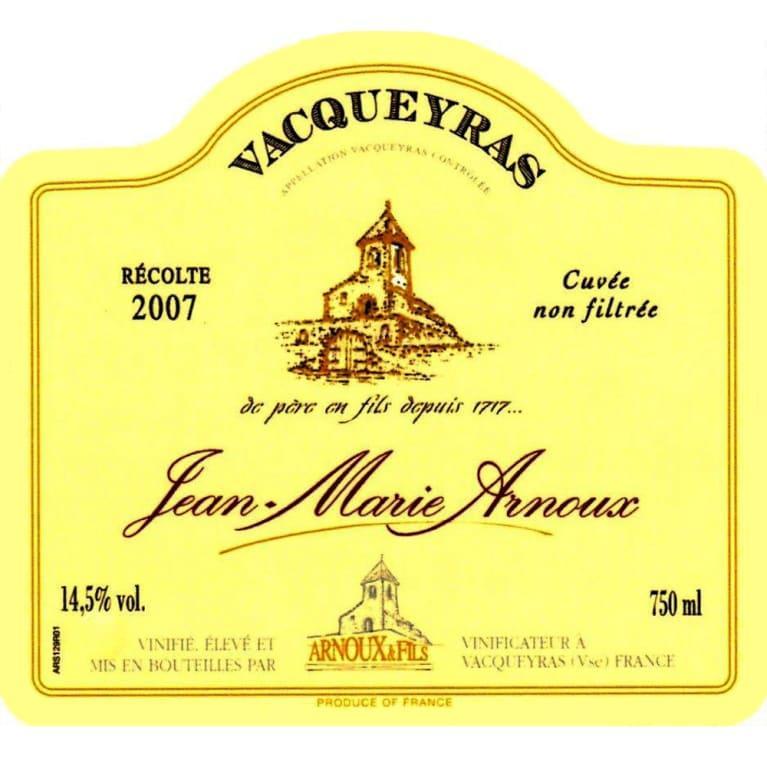 VACQUEYRAS
APPELLATION VACQUEYRAS CONTROLÉE
RÉCOLTE
2007
Cuvée
non filtrée
de père en fils depuis 1717...
Jean-Marie Arnoux
14,5% vol.
750 ml
VINIFIÉ, ÉLEVÉ ET
MIS EN BOUTEILLES PAR
ARNOUX & FILS
VINIFICATEUR À
VACQUEYRAS (Vse) FRANCE
ARS129R01
PRODUCE OF FRANCE